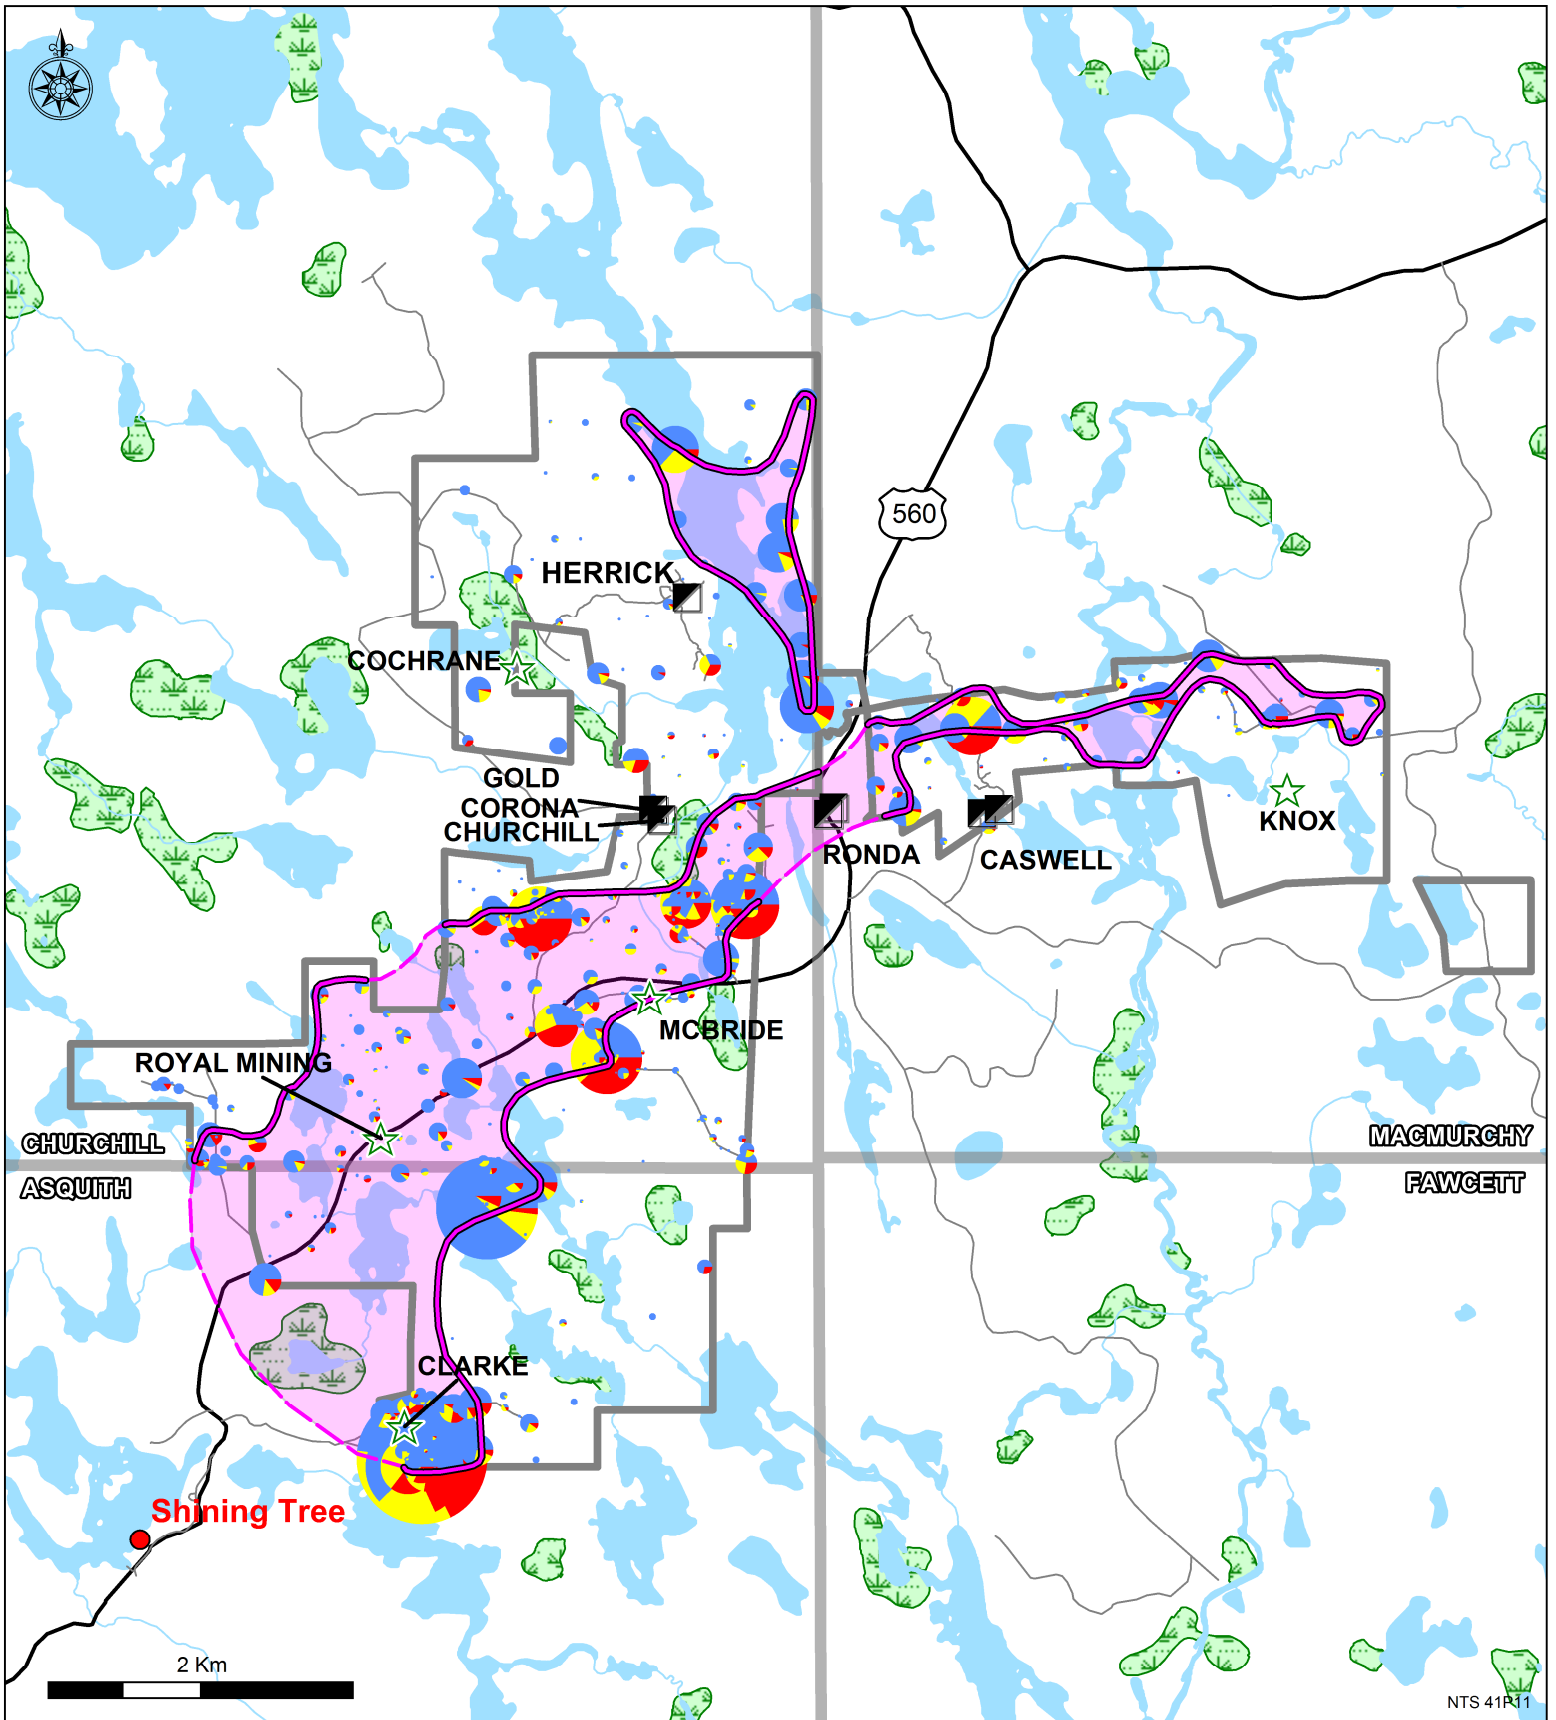 560
HERRICK
COCHRANE
GOLD
CORONA
CHURCHILL
KNOX
RONDA
CASWELL
MCBRIDE
ROYAL MINING
CHURCHILL
MACMURCHY
ASQUITH
FAWCETT
CLARKE
Shining Tree
2 Km
NTS 41P11